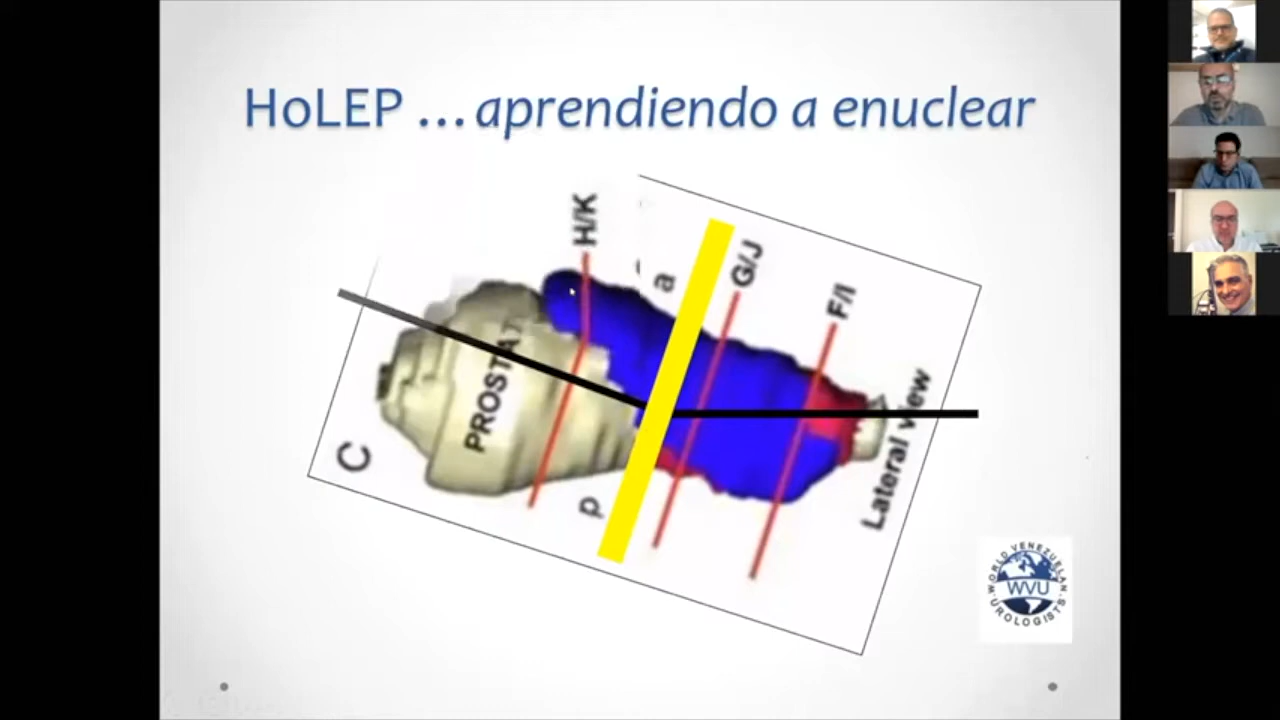 HoLEP ...aprendiendo a enuclear
H/K
a
G/J
F/I
PROSTAT
C
p
Lateral view
WORLD VENEZUELAN
WVU
UROLOGISTS